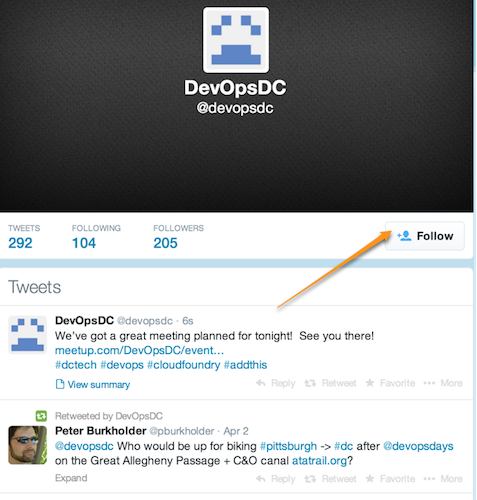 DevOpsDC
@devopsdc
TWEETS FOLLOWING FOLLOWERS
292 104 205
Follow
Tweets
DevOpsDC @devopsdc · 6s
We've got a great meeting planned for tonight! See you there!
meetup.com/DevOpsDC/event…
#dctech #devops #cloudfoundry #addthis
View summary Reply Retweet Favorite ••• More
Retweeted by DevOpsDC
Peter Burkholder @pburkholder · Apr 2
@devopsdc Who would be up for biking #pittsburgh -> #dc after @devopsdays
on the Great Allegheny Passage + C&O canal atatrail.org?
Expand Reply Retweet Favorite ••• More